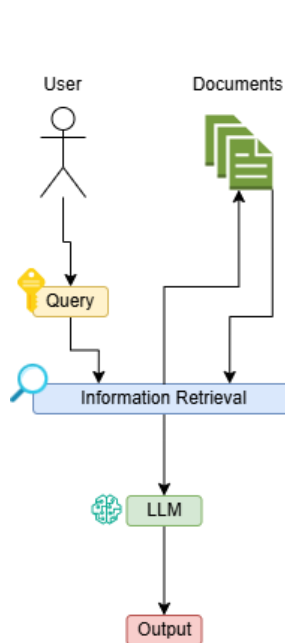 User
Documents
Query
Information Retrieval
LLM
Output